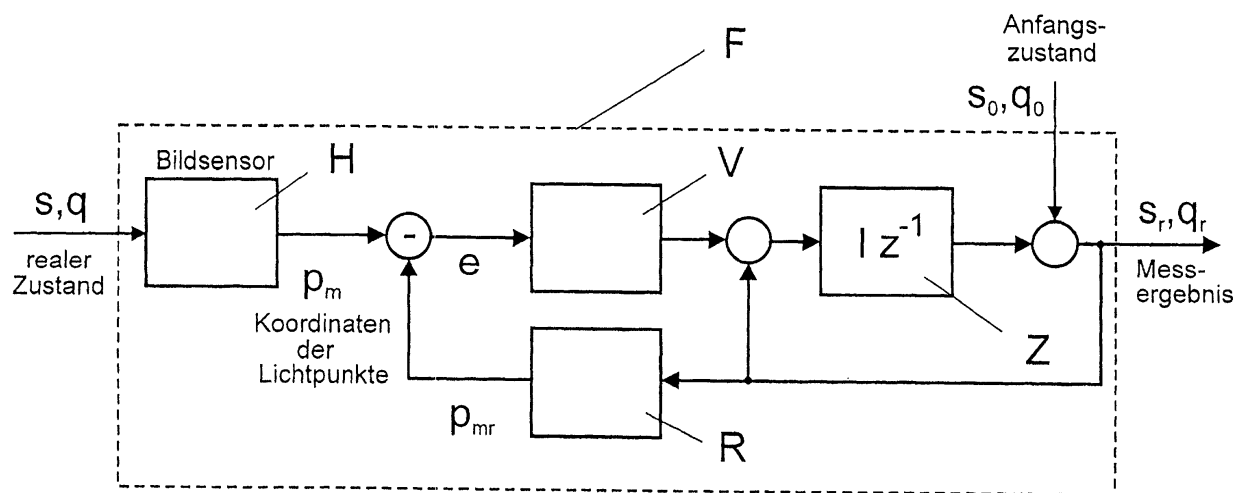 Anfangs-
zustand
F
s₀,q₀
Bildsensor
H
V
s,q
realer
Zustand
-
e
I z⁻¹
sᵣ,qᵣ
Mess-
ergebnis
pₘ
Koordinaten
der
Lichtpunkte
Z
pₘᵣ
R